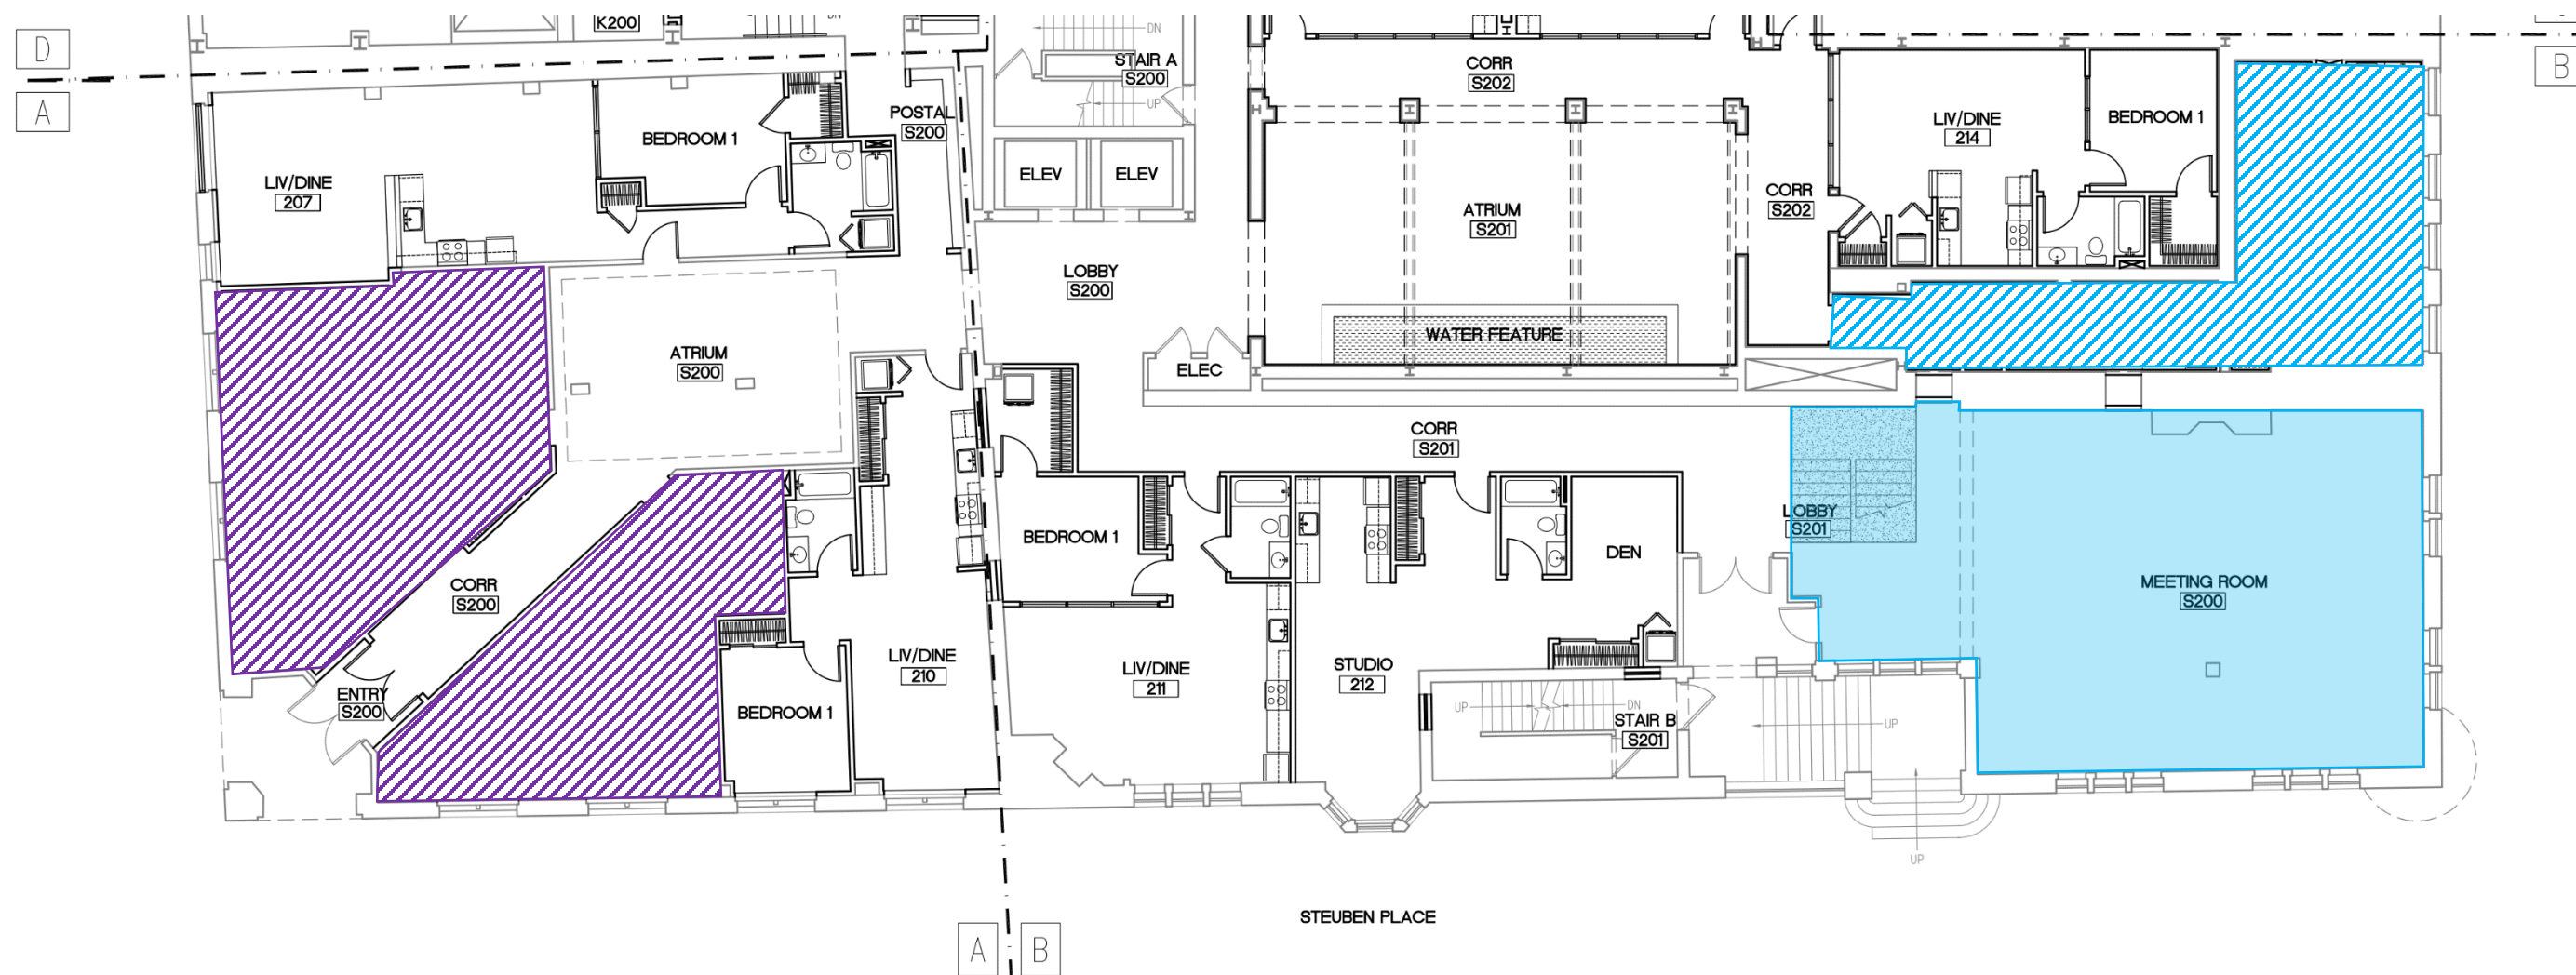 K200
DN
D
A
B
STAIR A
S200
DN
UP
CORR
S202
POSTAL
S200
BEDROOM 1
LIV/DINE
207
ELEV
ELEV
LIV/DINE
214
BEDROOM 1
CORR
S202
ATRIUM
S201
LOBBY
S200
WATER FEATURE
ATRIUM
S200
ELEC
CORR
S201
LOBBY
S201
BEDROOM 1
DEN
CORR
S200
MEETING ROOM
S200
ENTRY
S200
LIV/DINE
210
BEDROOM 1
LIV/DINE
211
STUDIO
212
UP
DN
STAIR B
S201
UP
UP
STEUBEN PLACE
A
B